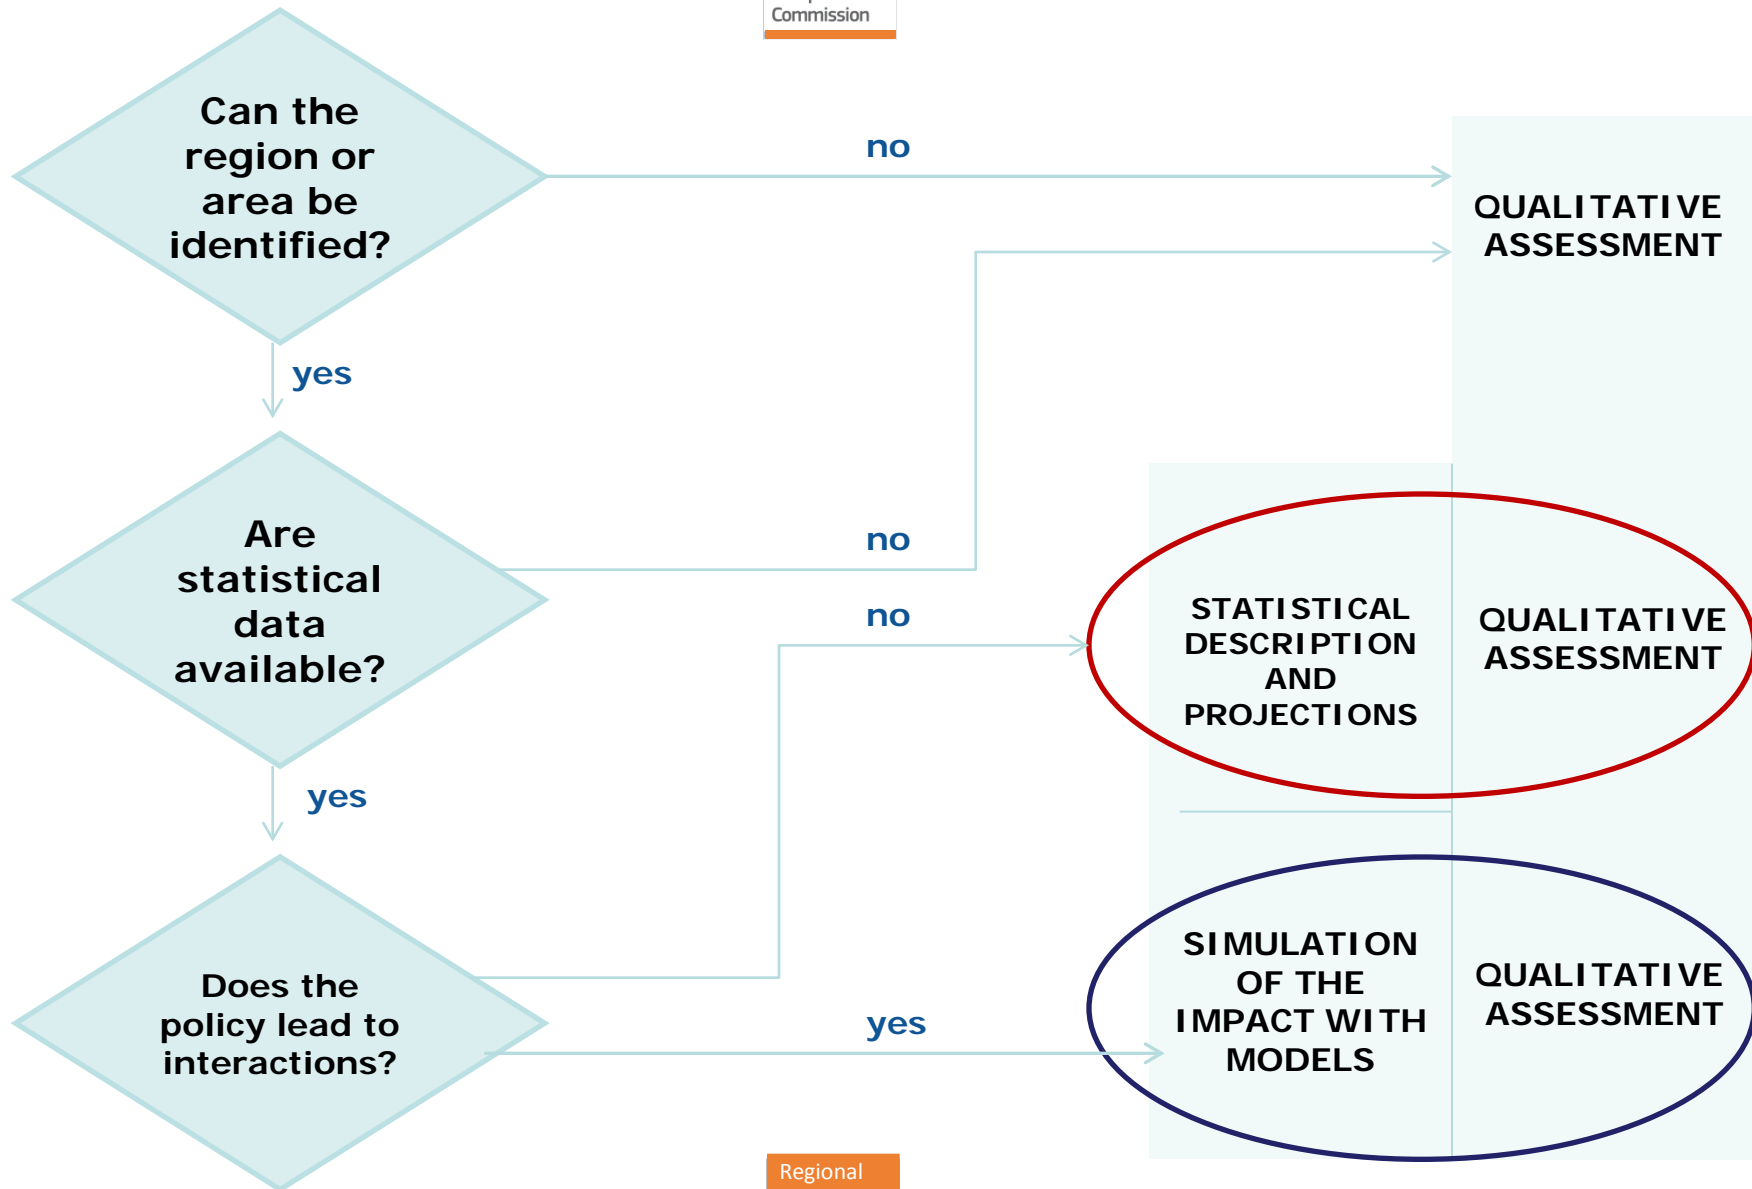 Commission
Can the
region or
area be
identified?
no
QUALITATIVE
ASSESSMENT
yes
Are
statistical
data
available?
no
no
STATISTICAL
DESCRIPTION
AND
PROJECTIONS
QUALITATIVE
ASSESSMENT
yes
Does the
policy lead to
interactions?
yes
SIMULATION
OF THE
IMPACT WITH
MODELS
QUALITATIVE
ASSESSMENT
Regional